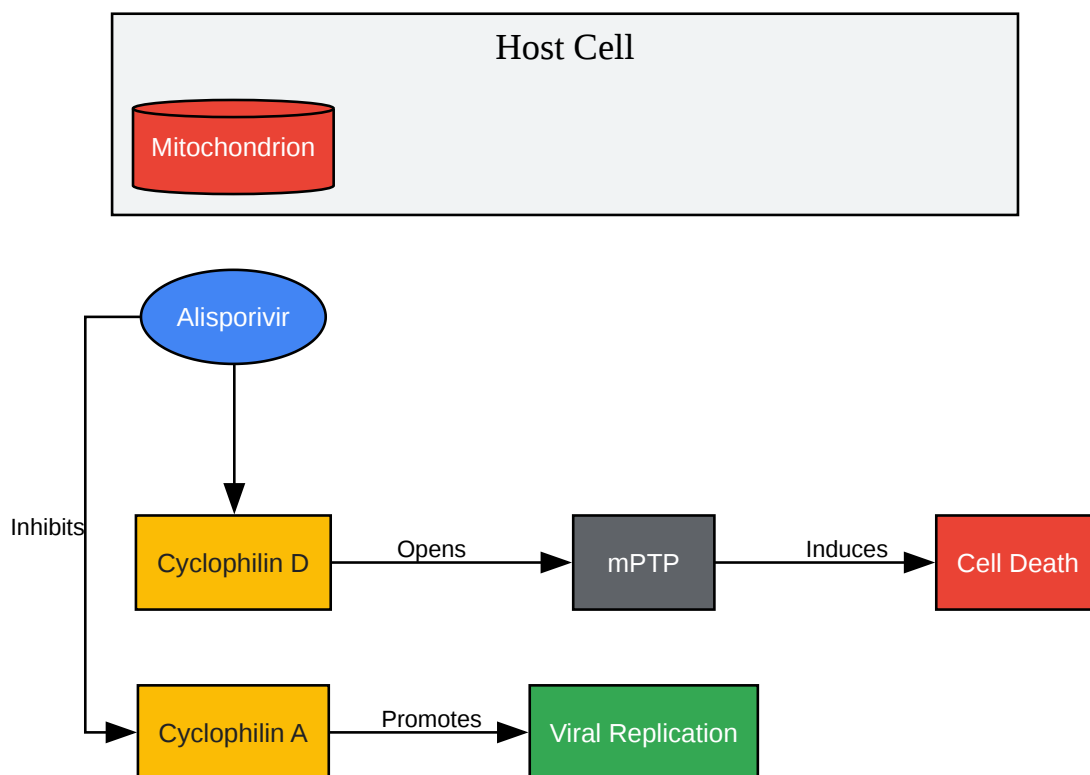 Host Cell
Mitochondrion
Alisporivir
Inhibits
Cyclophilin D
Opens
mPTP
Induces
Cell Death
Cyclophilin A
Promotes
Viral Replication